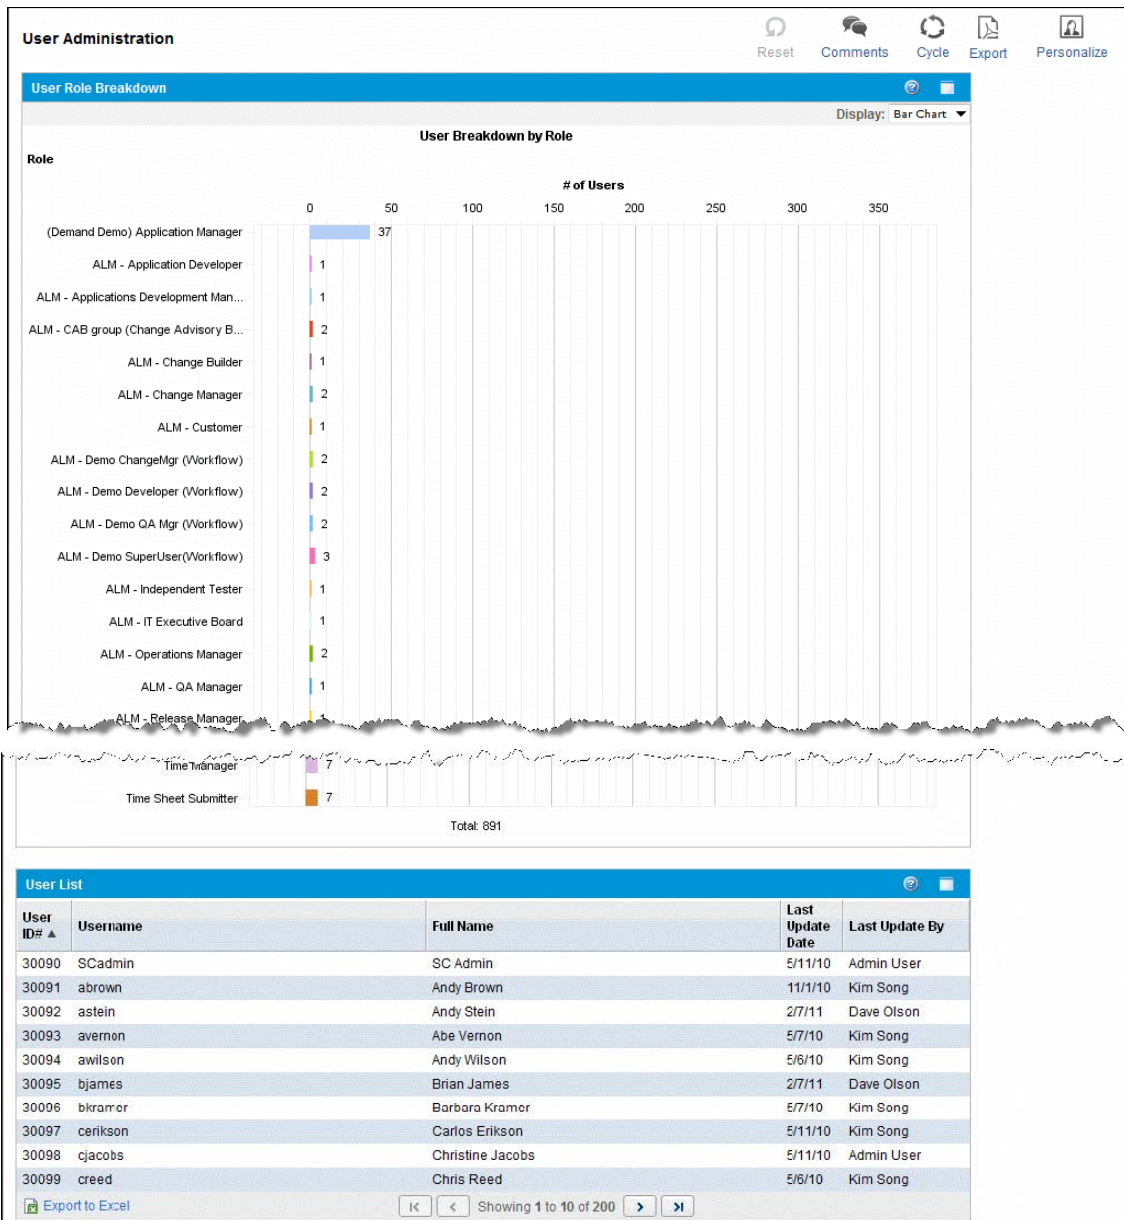 User Administration
Reset Comments Cycle Export Personalize
User Role Breakdown
Display: Bar Chart
User Breakdown by Role
Role
# of Users
0 50 100 150 200 250 300 350
(Demand Demo) Application Manager 37
ALM - Application Developer 1
ALM - Applications Development Man... 1
ALM - CAB group (Change Advisory B... 2
ALM - Change Builder 1
ALM - Change Manager 2
ALM - Customer 1
ALM - Demo ChangeMgr (Workflow) 2
ALM - Demo Developer (Workflow) 2
ALM - Demo QA Mgr (Workflow) 2
ALM - Demo SuperUser(Workflow) 3
ALM - Independent Tester 1
ALM - IT Executive Board 1
ALM - Operations Manager 2
ALM - QA Manager 1
ALM - Release Manager 1
Time Manager 7
Time Sheet Submitter 7
Total: 891
User List
User ID# Username Full Name Last Update Date Last Update By
30090 SCadmin SC Admin 5/11/10 Admin User
30091 abrown Andy Brown 11/1/10 Kim Song
30092 astein Andy Stein 2/7/11 Dave Olson
30093 avernon Abe Vernon 5/7/10 Kim Song
30094 awilson Andy Wilson 5/6/10 Kim Song
30095 bjames Brian James 2/7/11 Dave Olson
30096 bkramer Barbara Kramer 5/7/10 Kim Song
30097 cerikson Carlos Erikson 5/11/10 Kim Song
30098 cjacobs Christine Jacobs 5/11/10 Admin User
30099 creed Chris Reed 5/6/10 Kim Song
Export to Excel Showing 1 to 10 of 200